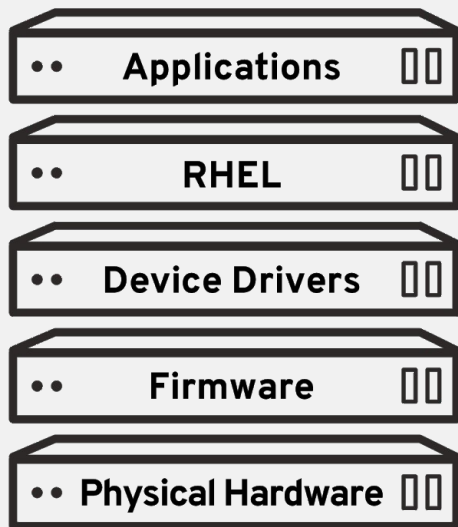 Applications
RHEL
Device Drivers
Firmware
Physical Hardware